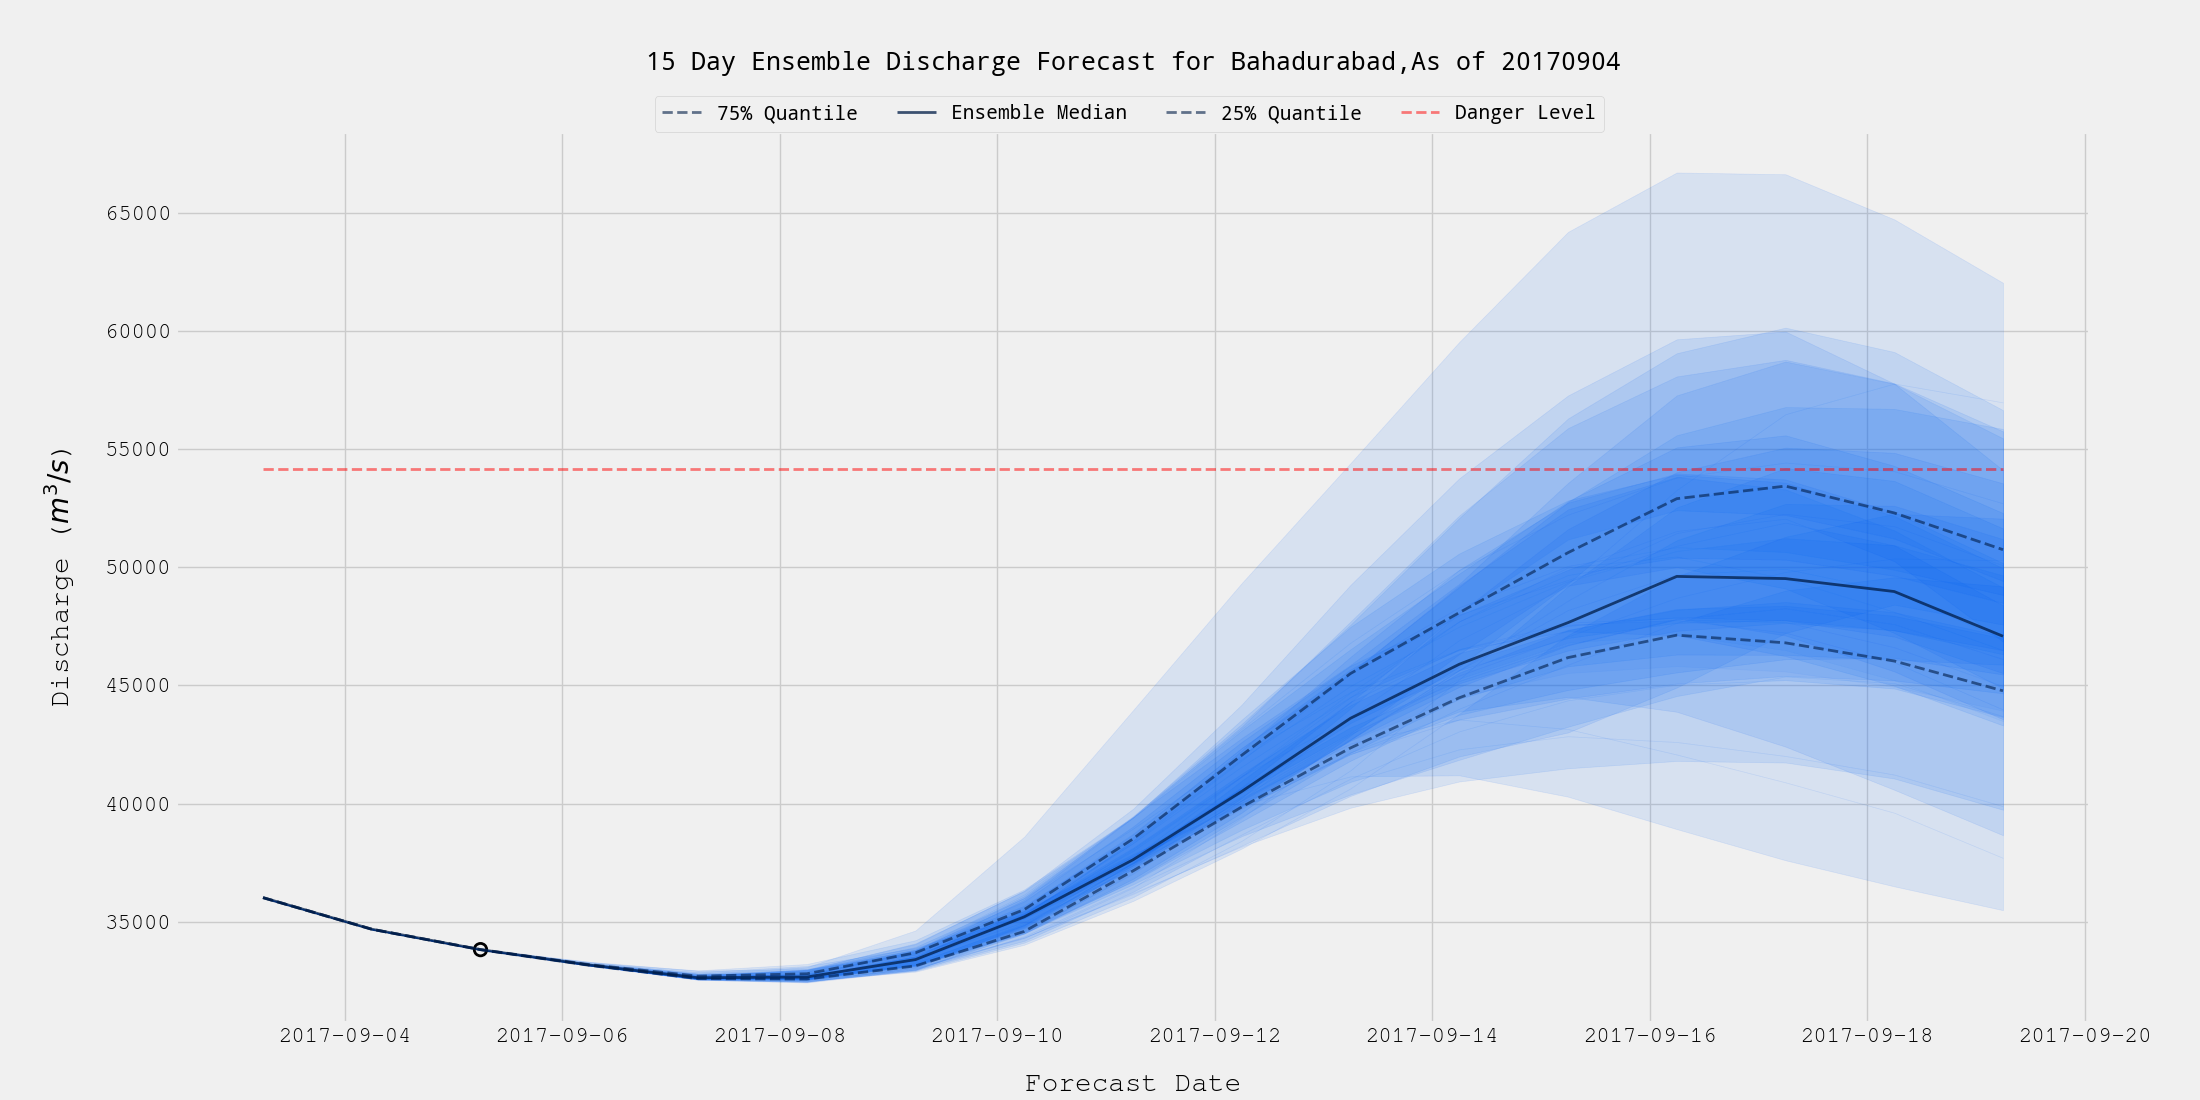 15 Day Ensemble Discharge Forecast for Bahadurabad,As of 20170904
75% Quantile Ensemble Median 25% Quantile Danger Level
65000
60000
55000
50000
45000
40000
35000
Discharge (m³/s)
2017-09-04 2017-09-06 2017-09-08 2017-09-10 2017-09-12 2017-09-14 2017-09-16 2017-09-18 2017-09-20
Forecast Date